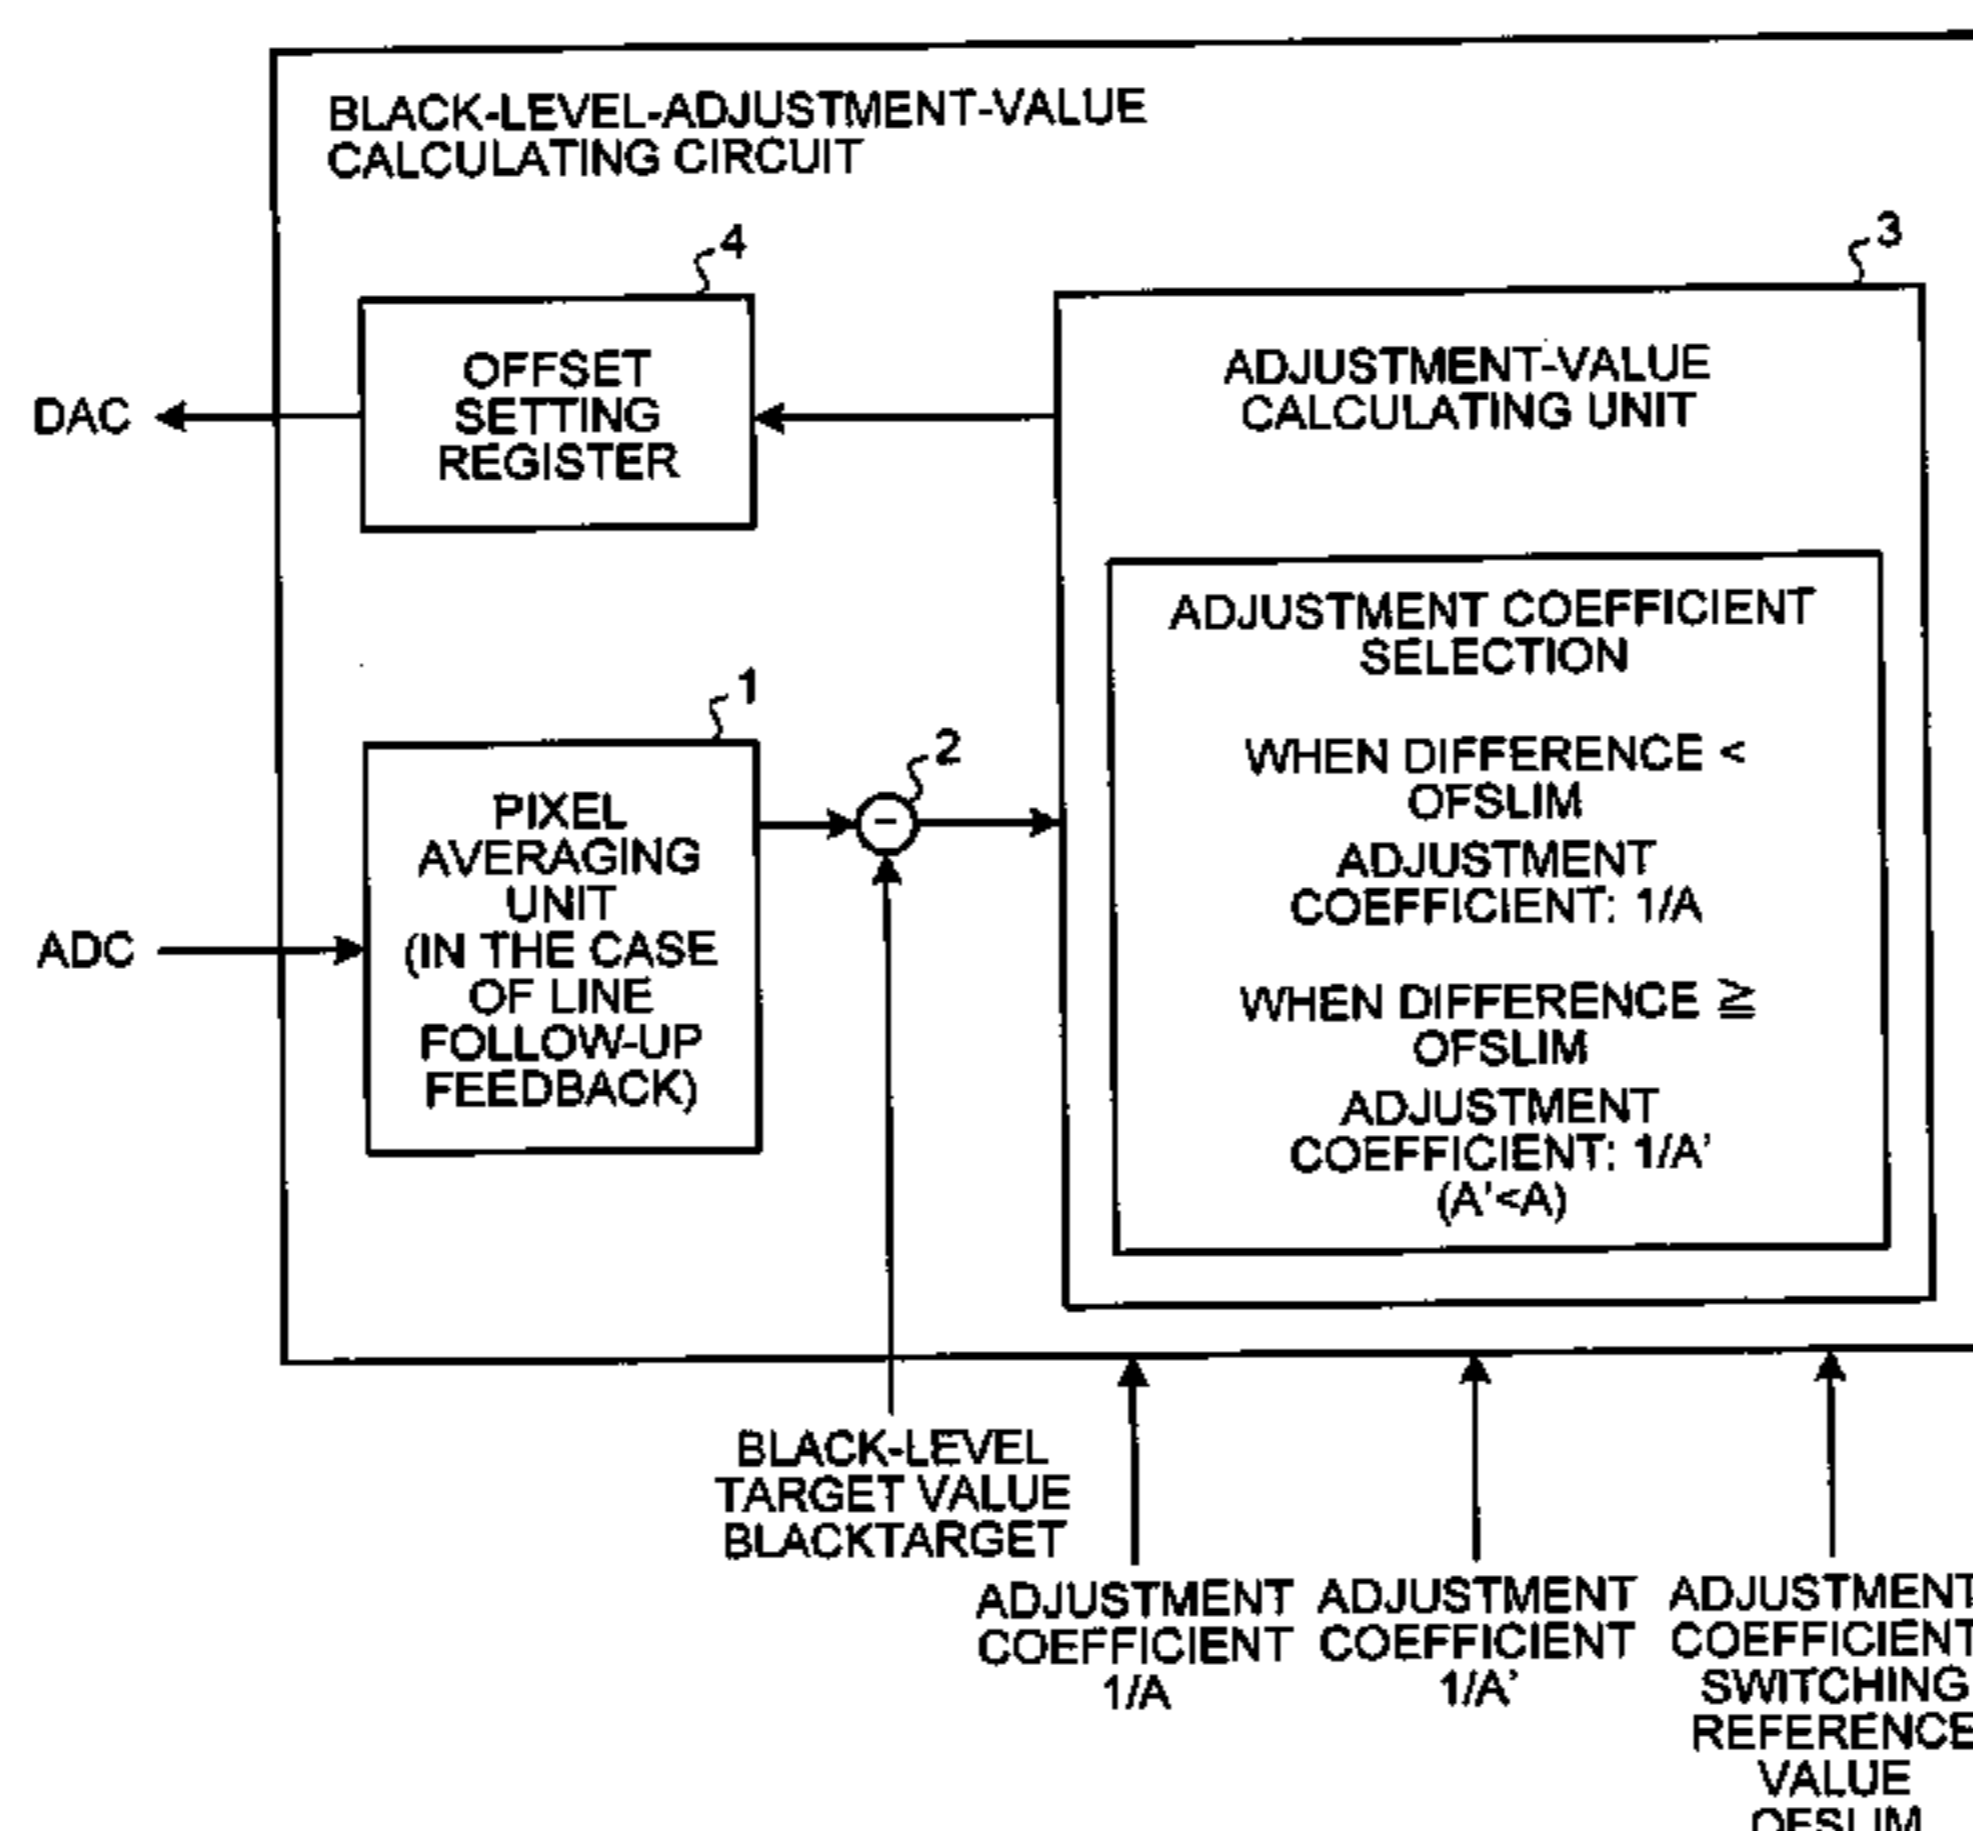 BLACK-LEVEL-ADJUSTMENT-VALUE
CALCULATING CIRCUIT
4
3
OFFSET
SETTING
REGISTER
DAC
ADJUSTMENT-VALUE
CALCULATING UNIT
ADJUSTMENT COEFFICIENT
SELECTION
WHEN DIFFERENCE <
OFSLIM
ADJUSTMENT
COEFFICIENT: 1/A
WHEN DIFFERENCE ≧
OFSLIM
ADJUSTMENT
COEFFICIENT: 1/A'
(A'<A)
1
2
PIXEL
AVERAGING
UNIT
(IN THE CASE
OF LINE
FOLLOW-UP
FEEDBACK)
-
ADC
BLACK-LEVEL
TARGET VALUE
BLACKTARGET
ADJUSTMENT
COEFFICIENT
1/A
ADJUSTMENT
COEFFICIENT
1/A'
ADJUSTMENT
COEFFICIENT
SWITCHING
REFERENCE
VALUE
OFSLIM